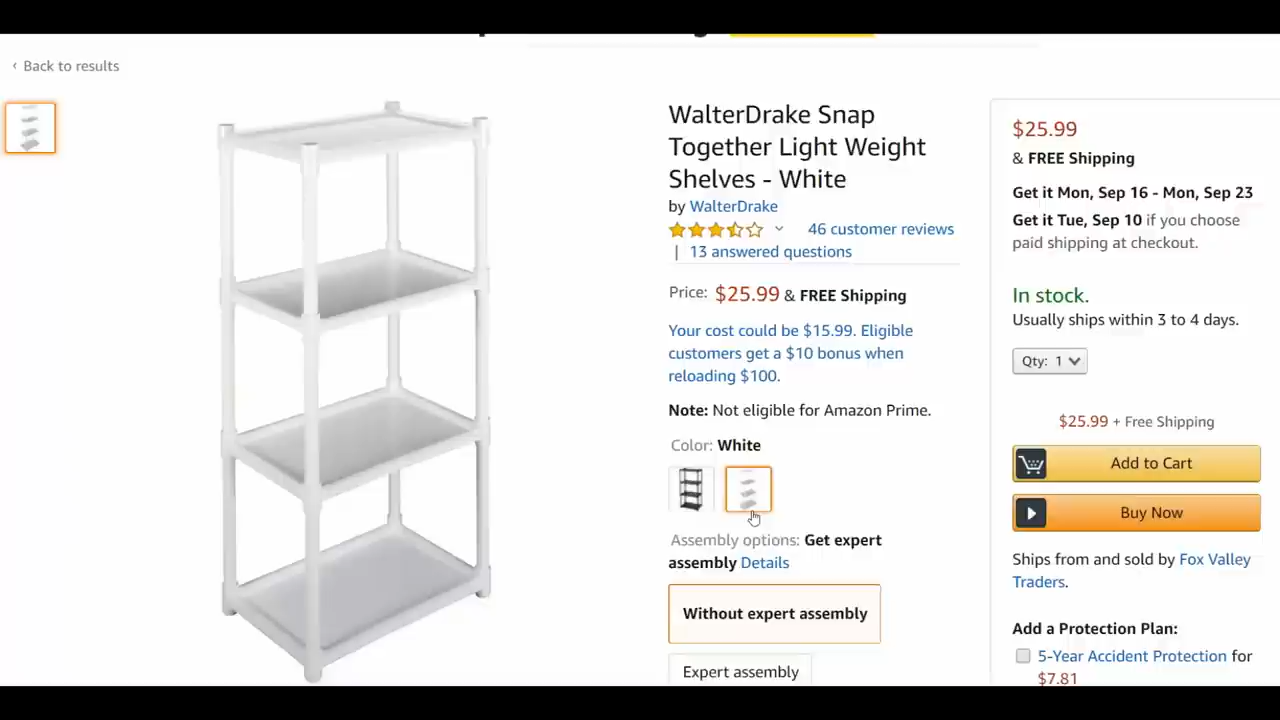 ‹ Back to results
WalterDrake Snap
Together Light Weight
Shelves - White
by WalterDrake
46 customer reviews
| 13 answered questions
Price: $25.99 & FREE Shipping
Your cost could be $15.99. Eligible
customers get a $10 bonus when
reloading $100.
Note: Not eligible for Amazon Prime.
Color: White
Assembly options: Get expert
assembly Details
Without expert assembly
Expert assembly
$25.99
& FREE Shipping
Get it Mon, Sep 16 - Mon, Sep 23
Get it Tue, Sep 10 if you choose
paid shipping at checkout.
In stock.
Usually ships within 3 to 4 days.
Qty: 1
$25.99 + Free Shipping
Add to Cart
Buy Now
Ships from and sold by Fox Valley
Traders.
Add a Protection Plan:
5-Year Accident Protection for
$7.81